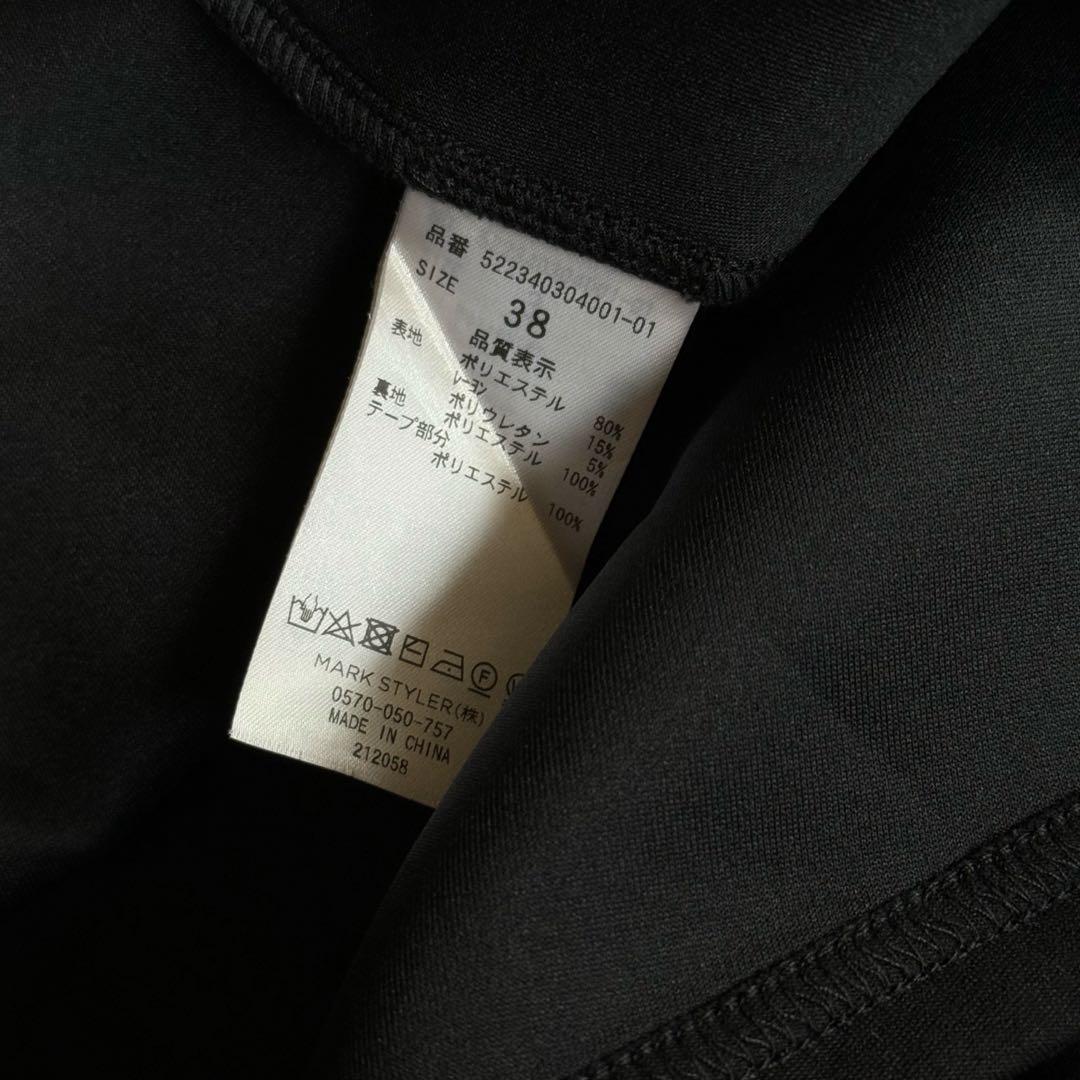 品番 522340304001-01
SIZE 38
品質表示
表地 ポリエステル 80%
レーヨン 15%
ポリウレタン 5%
裏地 ポリエステル 100%
テープ部分
ポリエステル 100%
F
MARK STYLER(株)
0570-050-757
MADE IN CHINA
212058